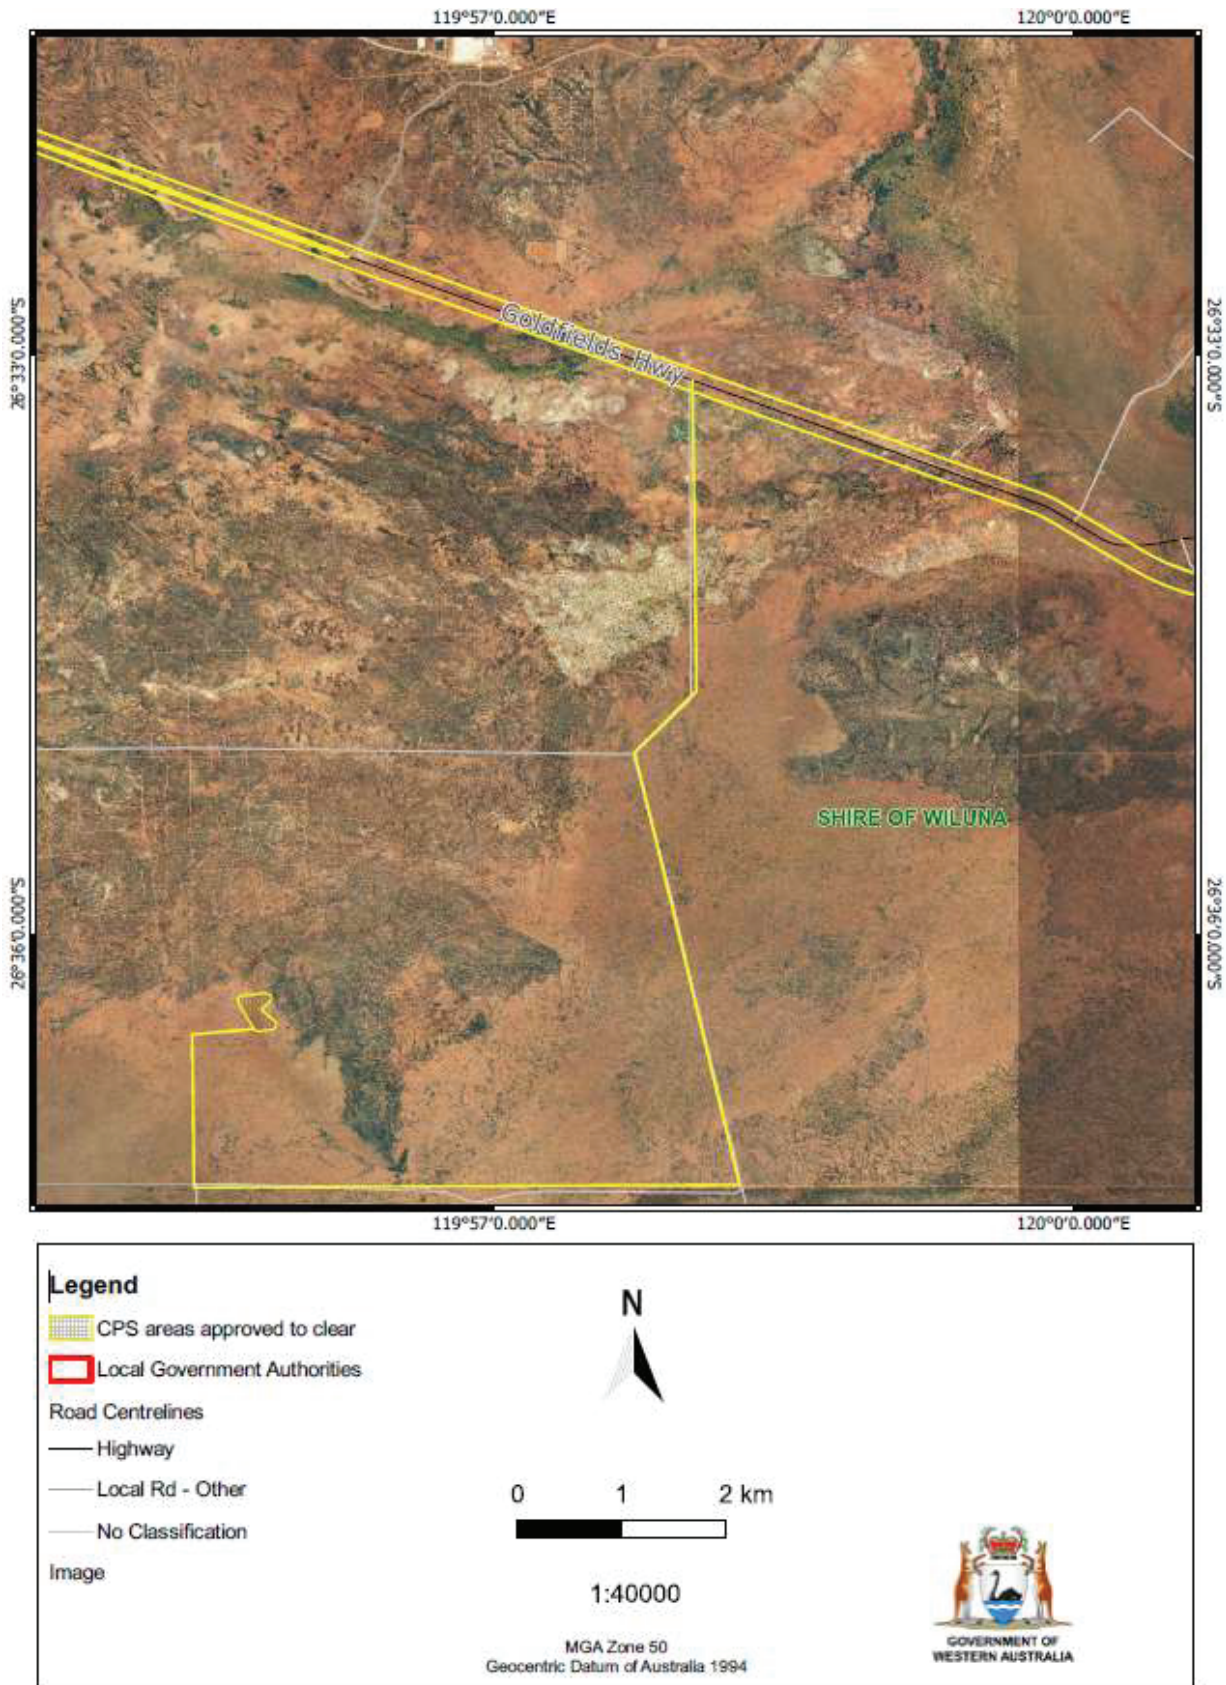 119°57'0.000"E 120°0'0.000"E
26°33'0.000"S 26°33'0.000"S
Goldfields Hwy
SHIRE OF WILUNA
26°36'0.000"S 26°36'0.000"S
119°57'0.000"E 120°0'0.000"E
Legend
CPS areas approved to clear
Local Government Authorities
Road Centrelines
Highway
Local Rd - Other
No Classification
Image
N
0 1 2 km
1:40000
MGA Zone 50
Geocentric Datum of Australia 1994
GOVERNMENT OF
WESTERN AUSTRALIA